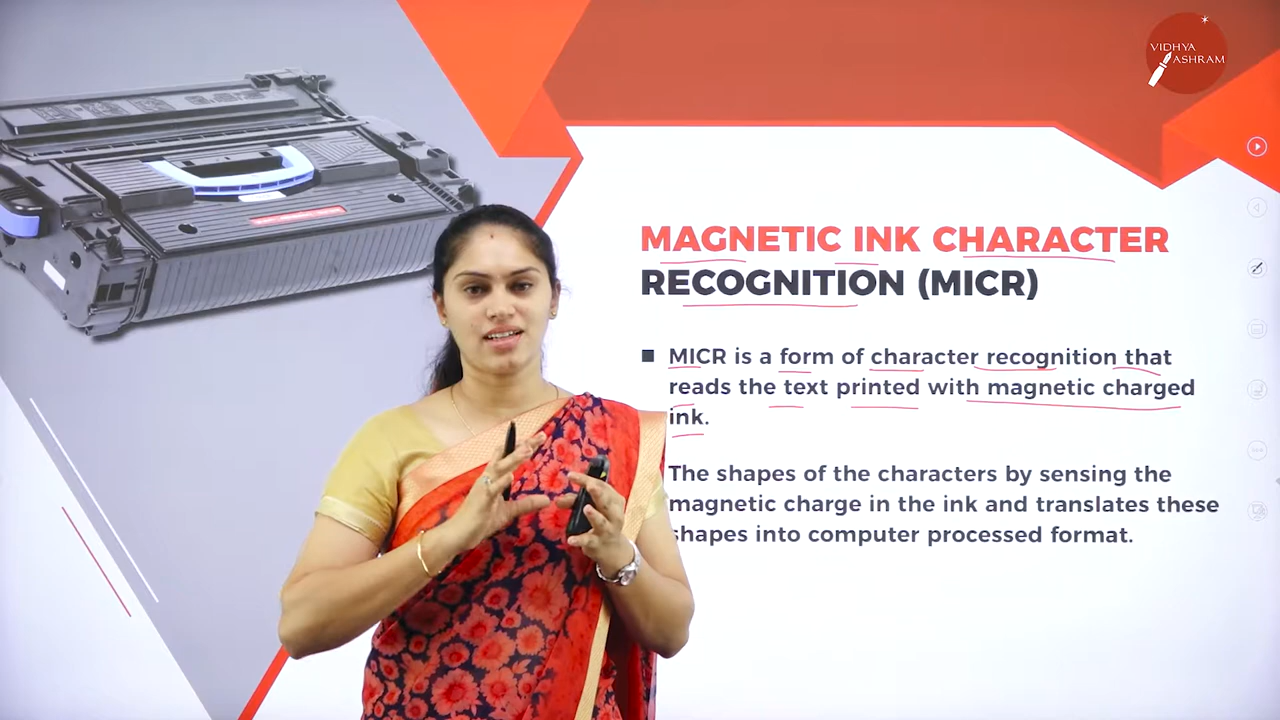 VIDHYA
ASHRAM
MAGNETIC INK CHARACTER
RECOGNITION (MICR)
MICR is a form of character recognition that
reads the text printed with magnetic charged
ink.
The shapes of the characters by sensing the
magnetic charge in the ink and translates these
shapes into computer processed format.